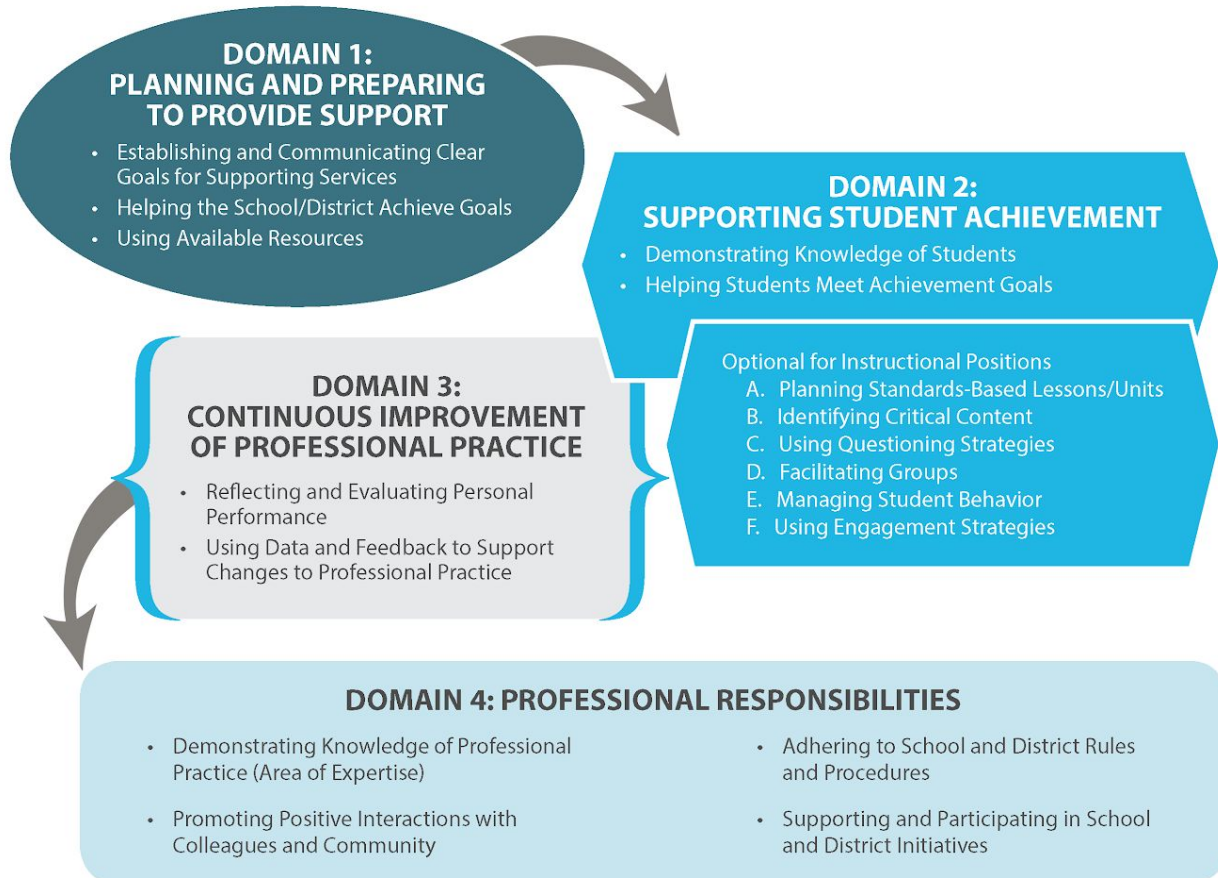 DOMAIN 1:
PLANNING AND PREPARING
TO PROVIDE SUPPORT
• Establishing and Communicating Clear
Goals for Supporting Services
• Helping the School/District Achieve Goals
• Using Available Resources
DOMAIN 2:
SUPPORTING STUDENT ACHIEVEMENT
• Demonstrating Knowledge of Students
• Helping Students Meet Achievement Goals
Optional for Instructional Positions
A. Planning Standards-Based Lessons/Units
B. Identifying Critical Content
C. Using Questioning Strategies
D. Facilitating Groups
E. Managing Student Behavior
F. Using Engagement Strategies
DOMAIN 3:
CONTINUOUS IMPROVEMENT
OF PROFESSIONAL PRACTICE
• Reflecting and Evaluating Personal
Performance
• Using Data and Feedback to Support
Changes to Professional Practice
DOMAIN 4: PROFESSIONAL RESPONSIBILITIES
• Demonstrating Knowledge of Professional
Practice (Area of Expertise)
• Promoting Positive Interactions with
Colleagues and Community
• Adhering to School and District Rules
and Procedures
• Supporting and Participating in School
and District Initiatives